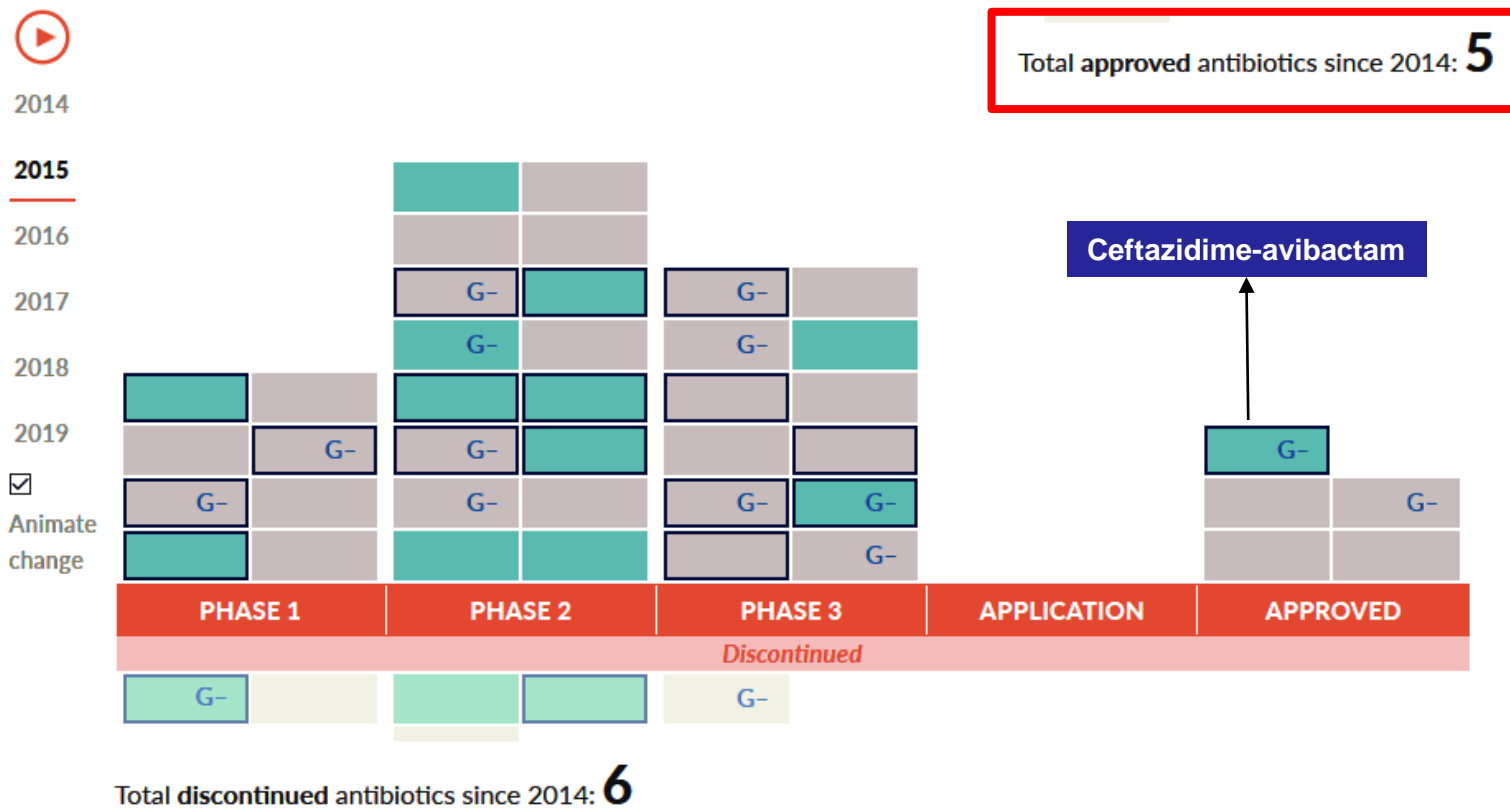 Total approved antibiotics since 2014: 5
2014
2015
2016
2017
2018
2019
Animate
change
Ceftazidime-avibactam
G–
G–
G–
G–
G– G– G–
G– G– G– G– G–
G–
PHASE 1 PHASE 2 PHASE 3 APPLICATION APPROVED
Discontinued
G– G–
Total discontinued antibiotics since 2014: 6